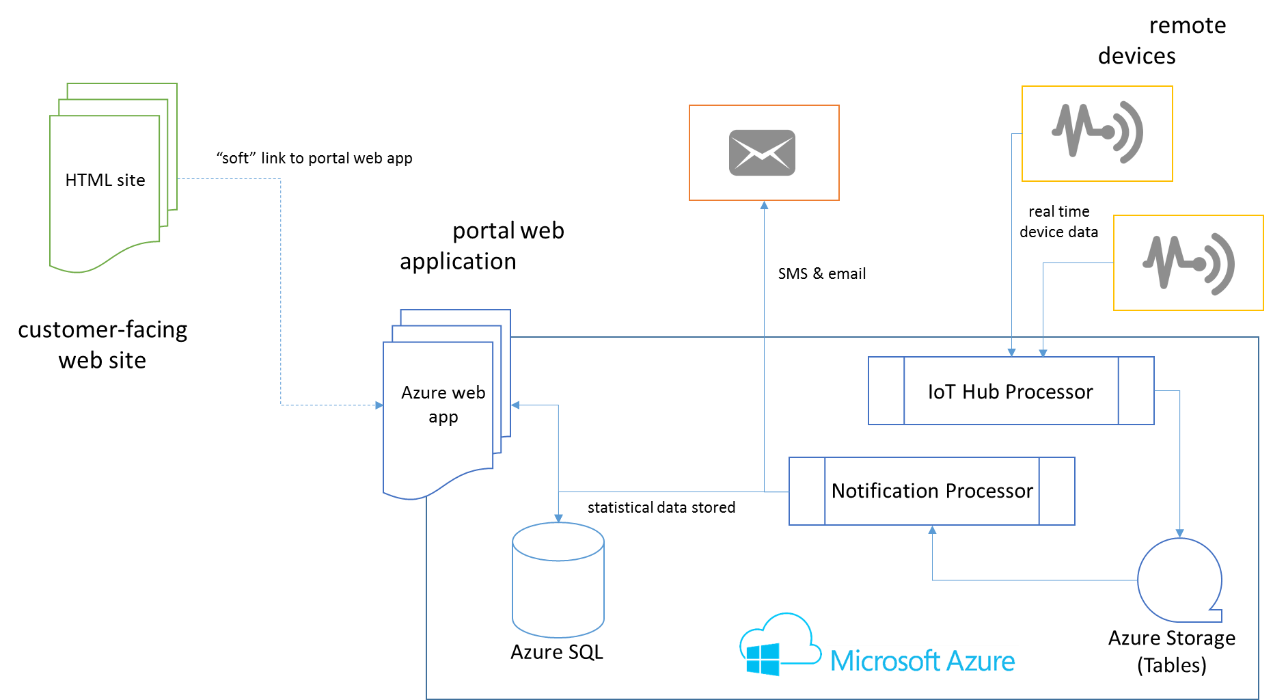 remote
devices
"soft" link to portal web app
HTML site
real time
device data
portal web
application
SMS & email
customer-facing
web site
Azure web
app
IoT Hub Processor
Notification Processor
statistical data stored
Azure SQL
Microsoft Azure
Azure Storage
(Tables)